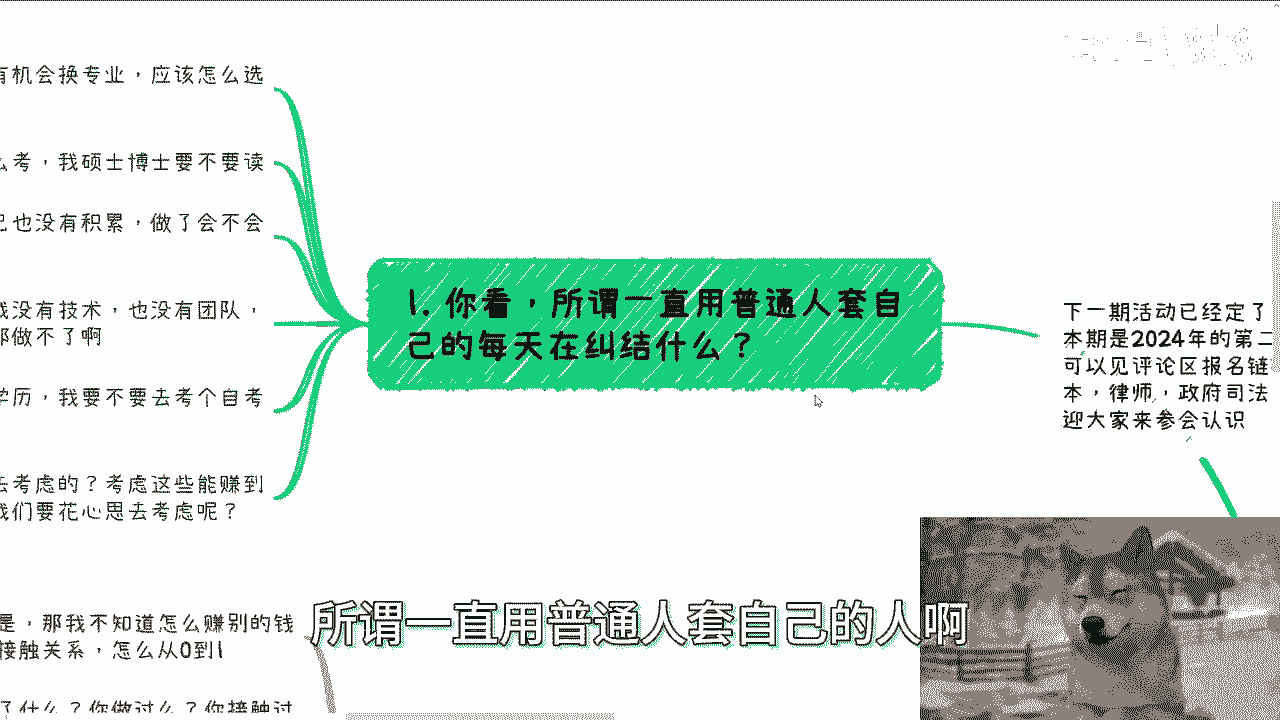 有机会换专业，应该怎么选
么考，我硕士博士要不要读
己也没有积累，做了会不会
我没有技术，也没有团队，
都做不了啊
学历，我要不要去考个自考
去考虑的？考虑这些能赚到
我们要花心思去考虑呢？
1. 你看，所谓一直用普通人套自
己的每天在纠结什么？
下一期活动已经定了
本期是2024年的第二
可以见评论区报名链
本，律师，政府司法
迎大家来参会认识
是，那我不知道怎么赚别的钱
接触关系，怎么从0到1
了什么？你做过么？你接触过
所谓一直用普通人套自己的人啊